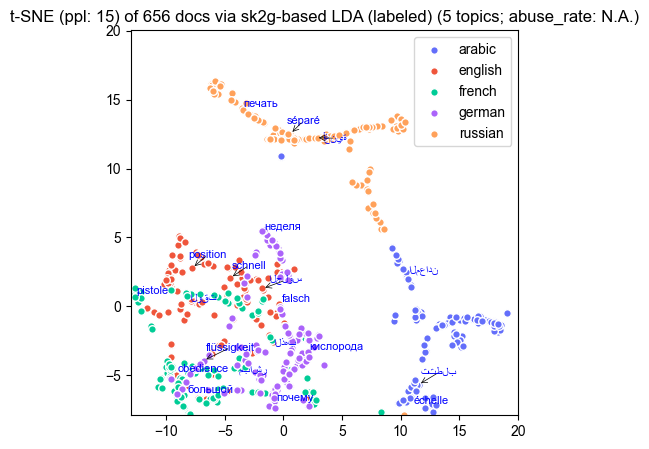 t-SNE (ppl: 15) of 656 docs via sk2g-based LDA (labeled) (5 topics; abuse_rate: N.A.)
20
arabic
english
french
german
russian
15
печать
séparé
10
неделя
5
position
schnell
pistole
falsch
0
flüssigkeit
кислорода
obédience
−5
большой
почему
échelle
−10
−5
0
5
10
15
20